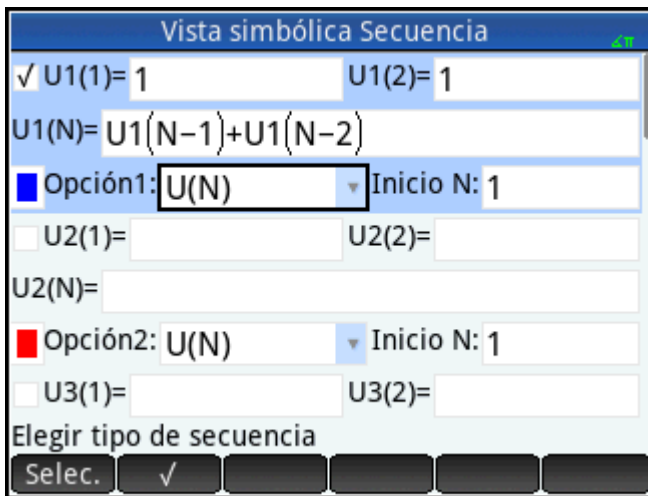 Vista simbólica Secuencia ∡π
√ U1(1)= 1 U1(2)= 1
U1(N)= U1(N−1)+U1(N−2)
Opción1: U(N) Inicio N: 1
U2(1)= U2(2)=
U2(N)=
Opción2: U(N) Inicio N: 1
U3(1)= U3(2)=
Elegir tipo de secuencia
Selec. √